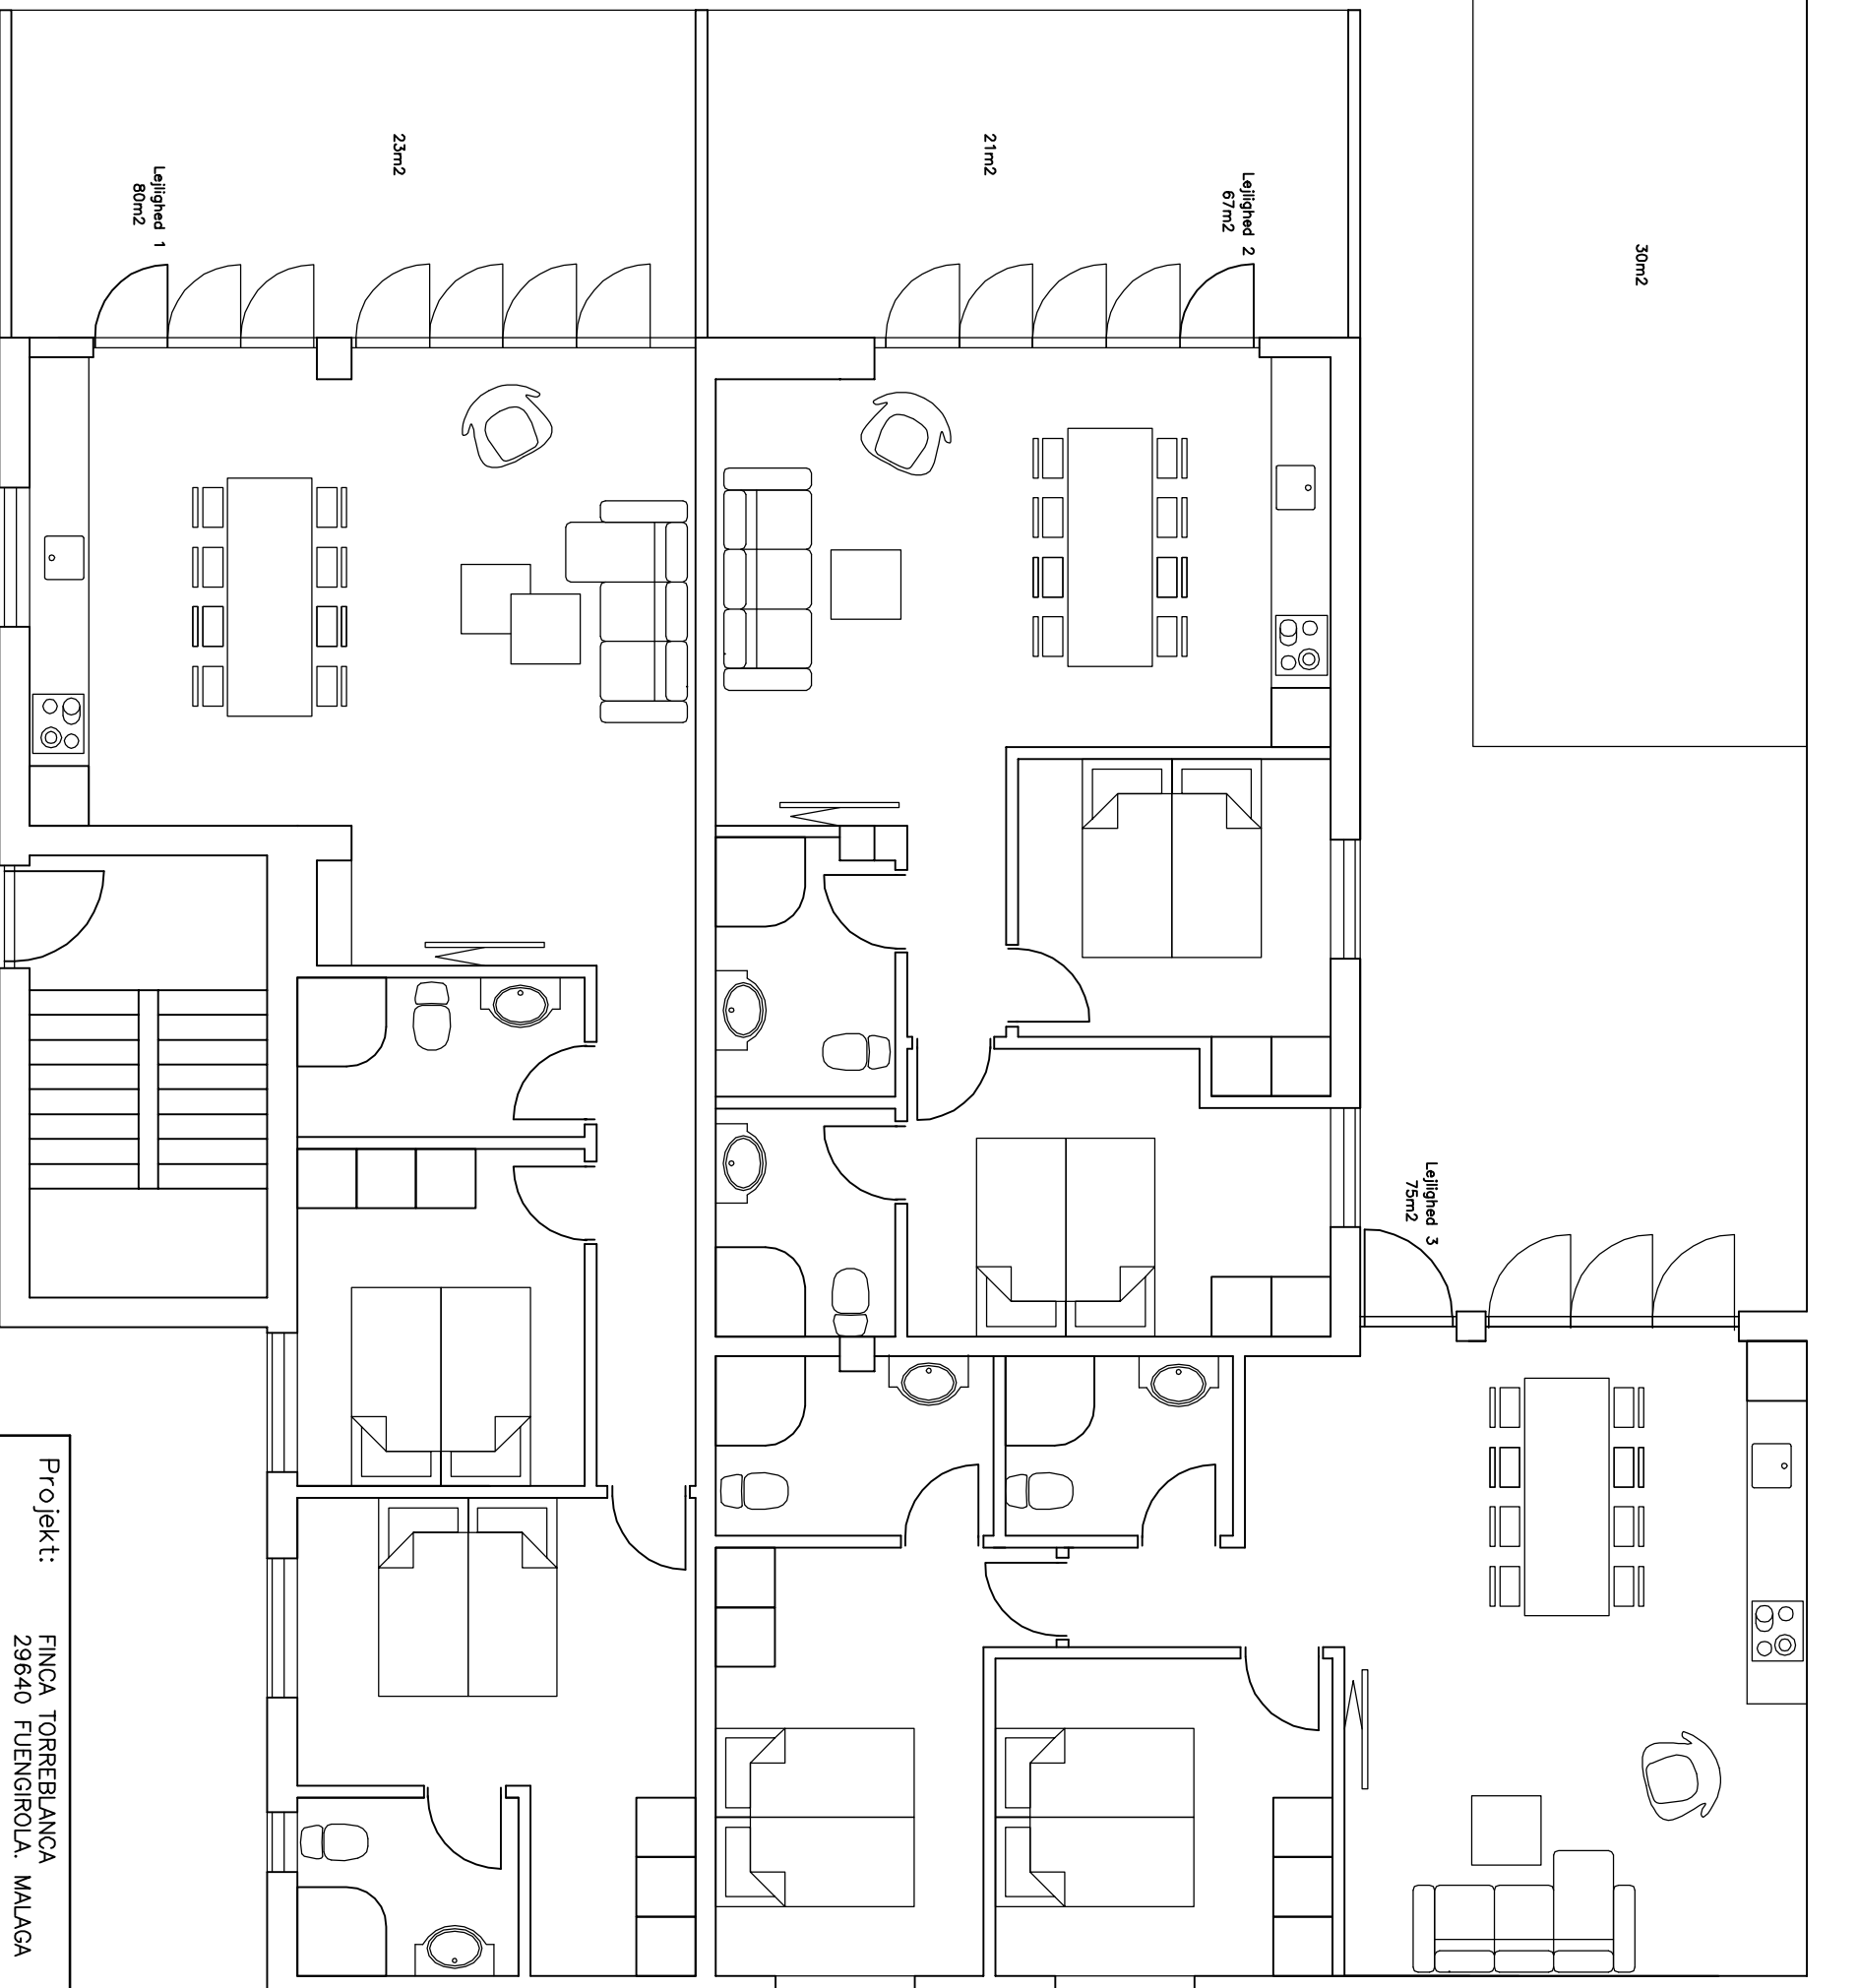 30m2
Lejlighed 2
67m2
21m2
23m2
Lejlighed 1
80m2
Lejlighed 3
75m2
Projekt:
FINCA TORREBLANCA
29640 FUENGIROLA. MALAGA